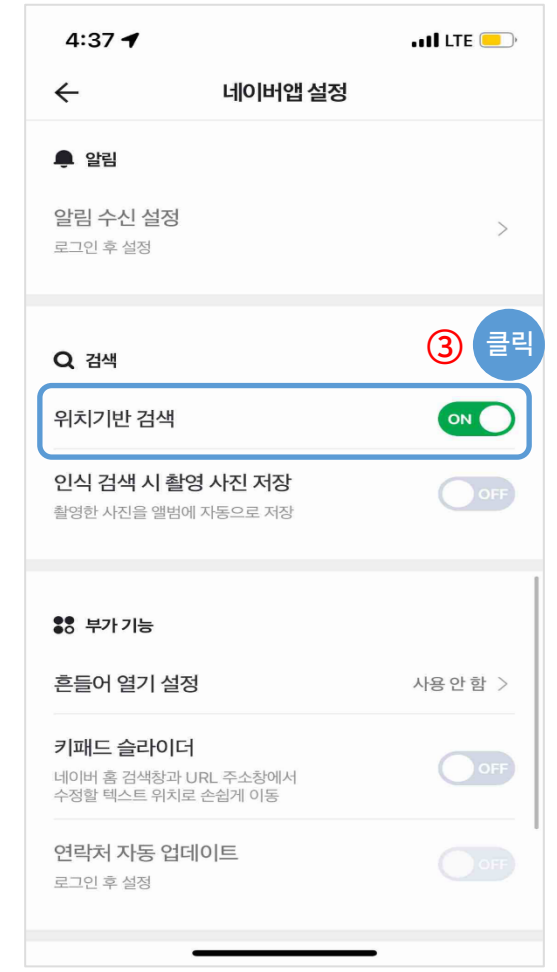 4:37 LTE
네이버앱 설정
알림
알림 수신 설정
로그인 후 설정
③ 클릭
검색
위치기반 검색 ON
인식 검색 시 촬영 사진 저장 OFF
촬영한 사진을 앨범에 자동으로 저장
부가 기능
흔들어 열기 설정 사용 안 함
키패드 슬라이더 OFF
네이버 홈 검색창과 URL 주소창에서
수정할 텍스트 위치로 손쉽게 이동
연락처 자동 업데이트 OFF
로그인 후 설정